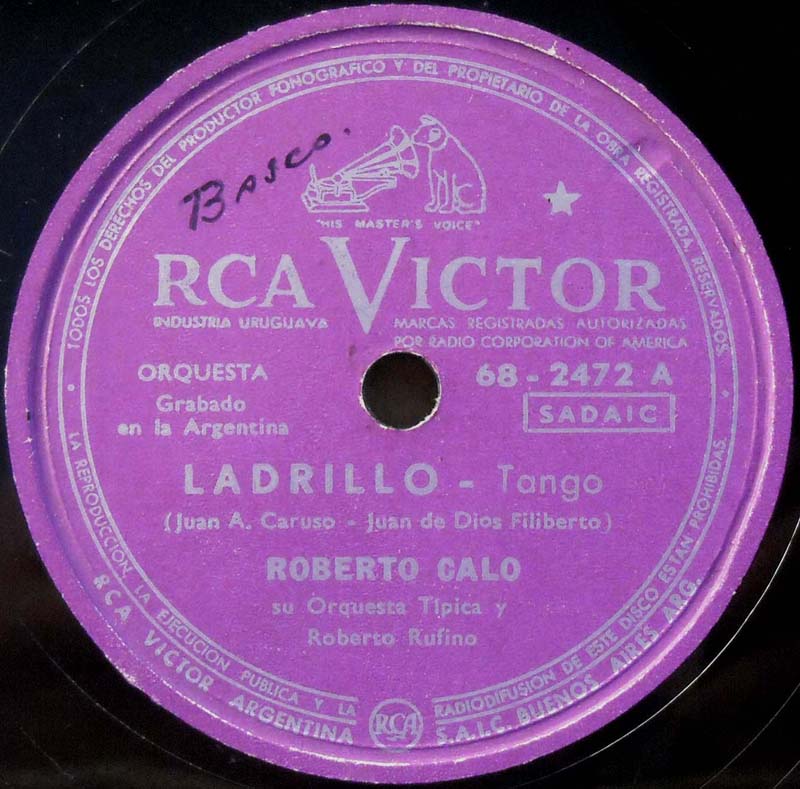 TODOS LOS DERECHOS DEL PRODUCTOR FONOGRAFICO Y DEL PROPIETARIO DE LA OBRA REGISTRADA, RESERVADOS.
Basco.
"HIS MASTER'S VOICE"
RCA VICTOR
INDUSTRIA URUGUAYA
MARCAS REGISTRADAS AUTORIZADAS
POR RADIO CORPORATION OF AMERICA
ORQUESTA
68-2472 A
Grabado
en la Argentina
SADAIC
LADRILLO - Tango
(Juan A. Caruso - Juan de Dios Filiberto)
ROBERTO CALO
su Orquesta Típica y
Roberto Rufino
LA REPRODUCCION, LA EJECUCION PUBLICA Y LA RADIODIFUSION DE ESTE DISCO ESTAN PROHIBIDAS.
RCA VICTOR ARGENTINA S.A.I.C. BUENOS AIRES ARG.
RCA